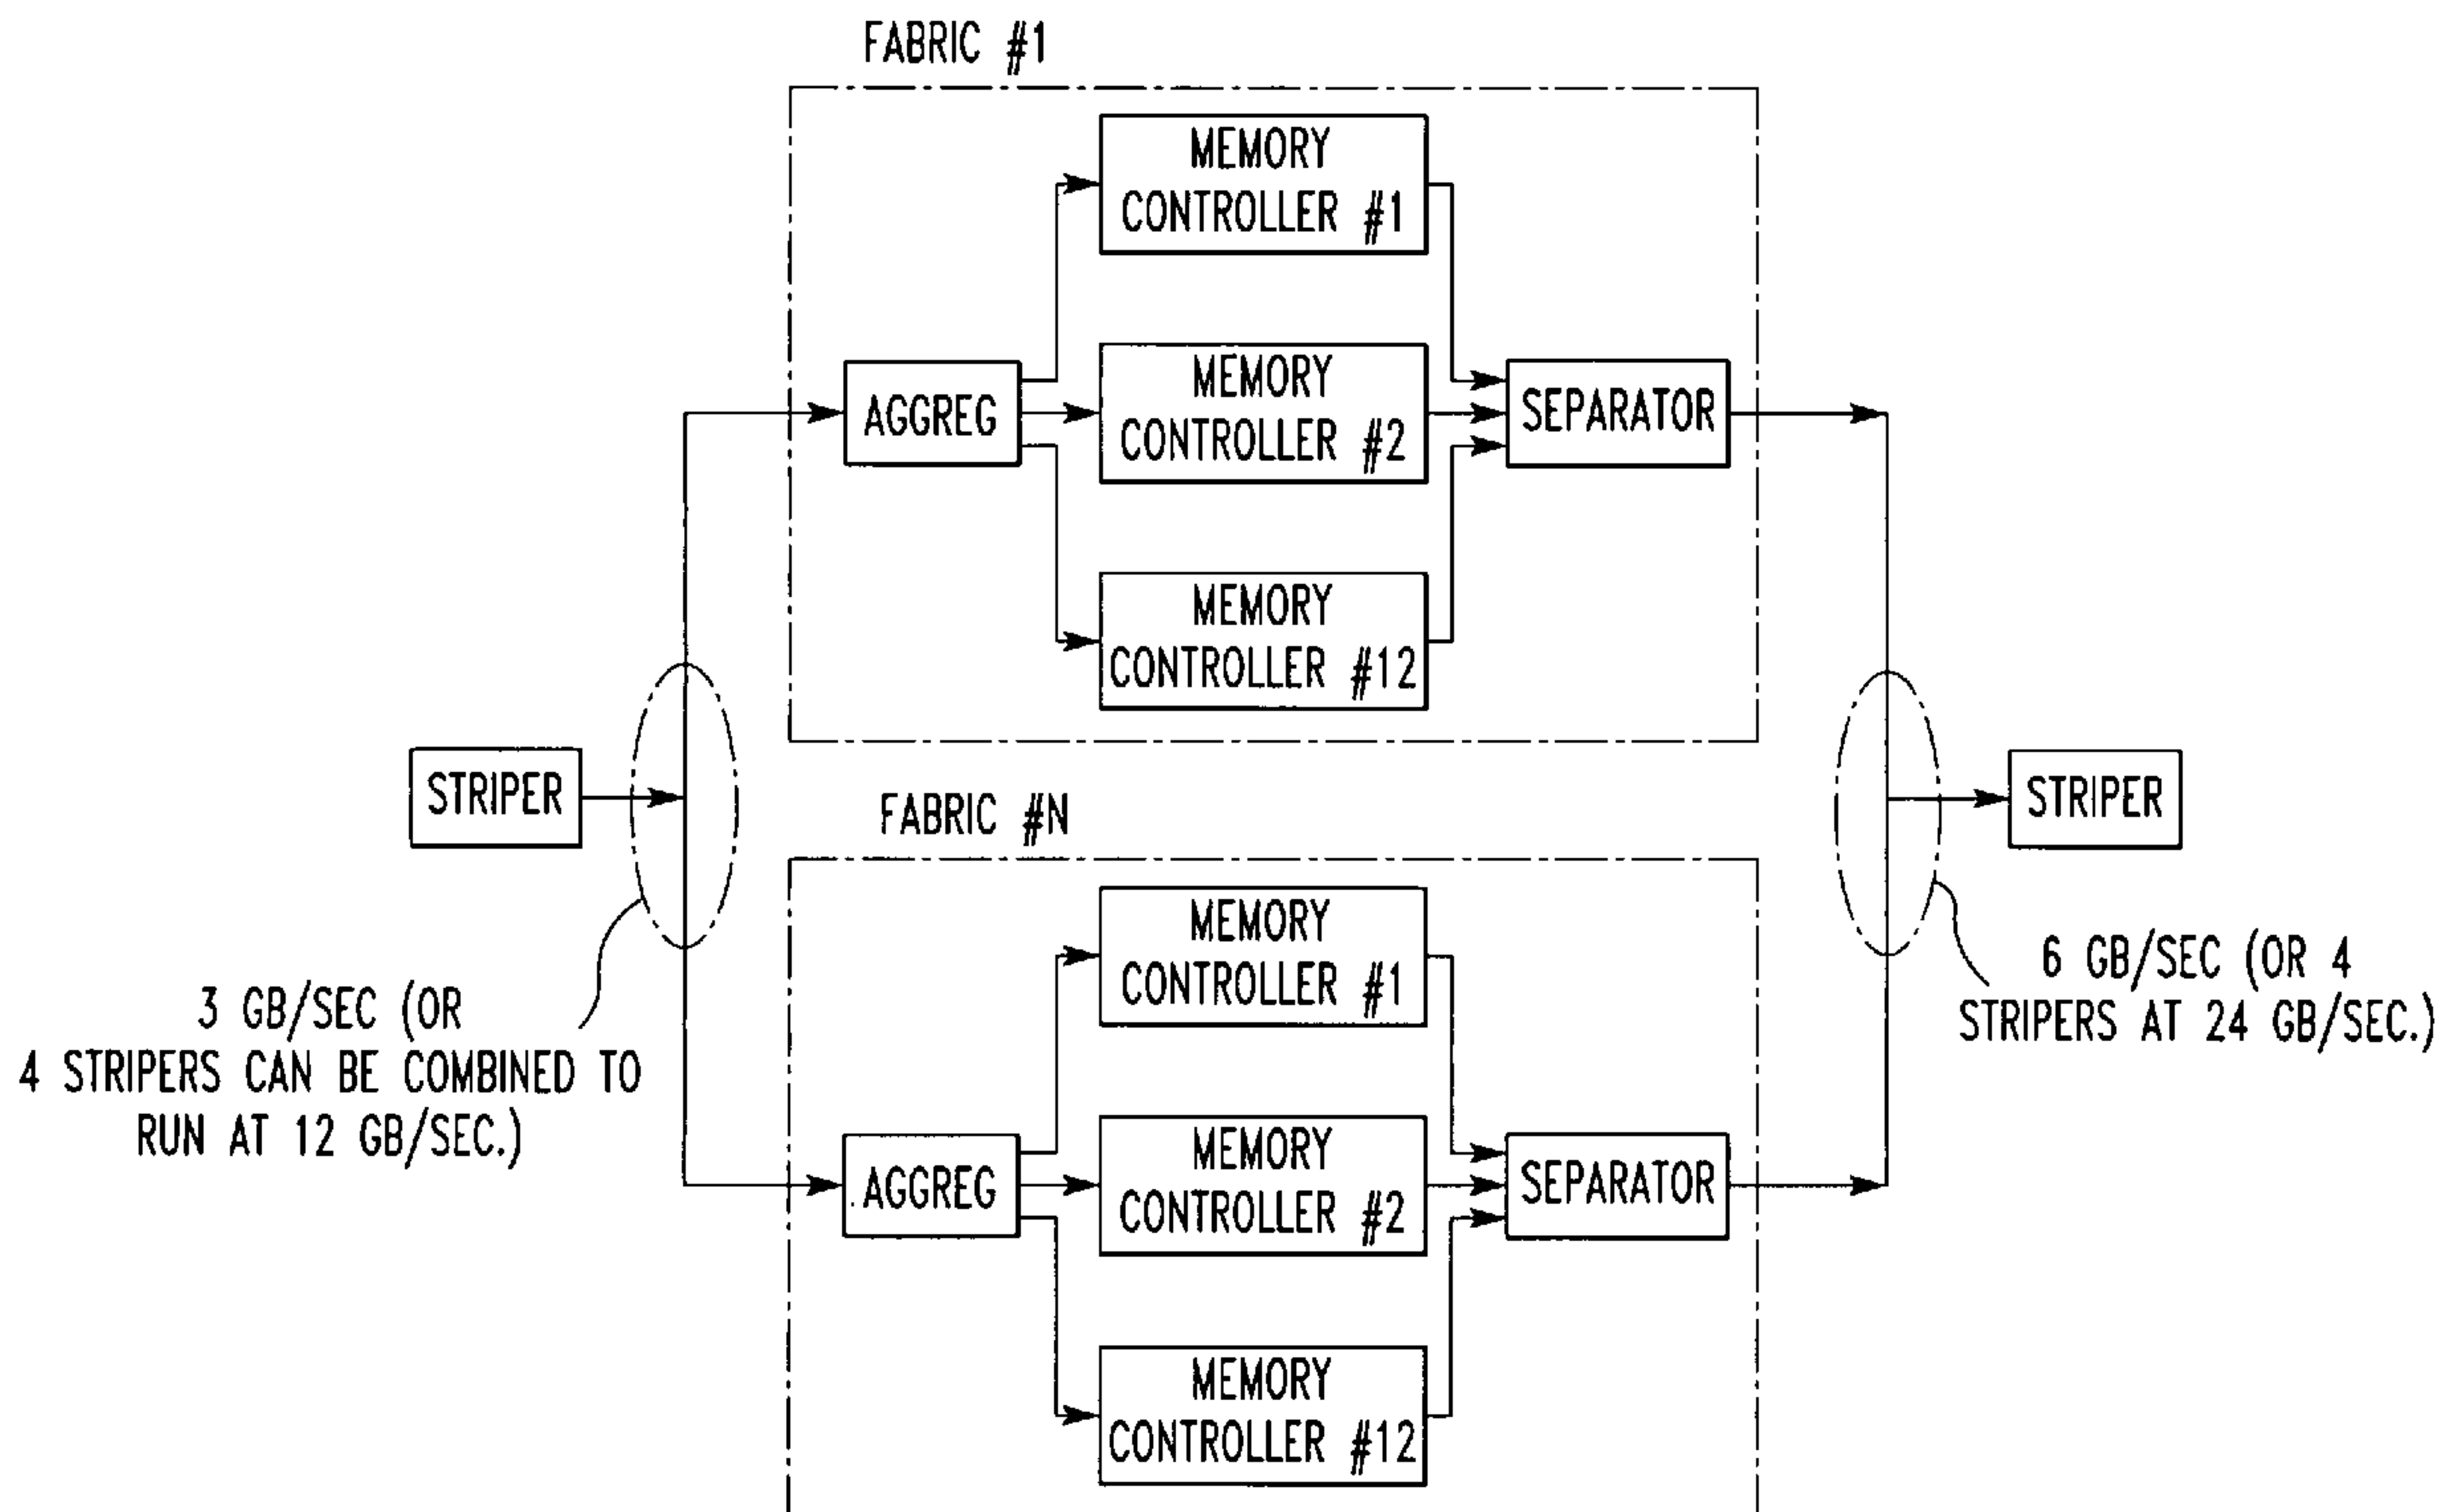 FABRIC #1
MEMORY
CONTROLLER #1
MEMORY
CONTROLLER #2
AGGREG
SEPARATOR
MEMORY
CONTROLLER #12
STRIPER
STRIPER
FABRIC #N
MEMORY
CONTROLLER #1
3 GB/SEC (OR
4 STRIPERS CAN BE COMBINED TO
RUN AT 12 GB/SEC.)
6 GB/SEC (OR 4
STRIPERS AT 24 GB/SEC.)
AGGREG
MEMORY
CONTROLLER #2
SEPARATOR
MEMORY
CONTROLLER #12